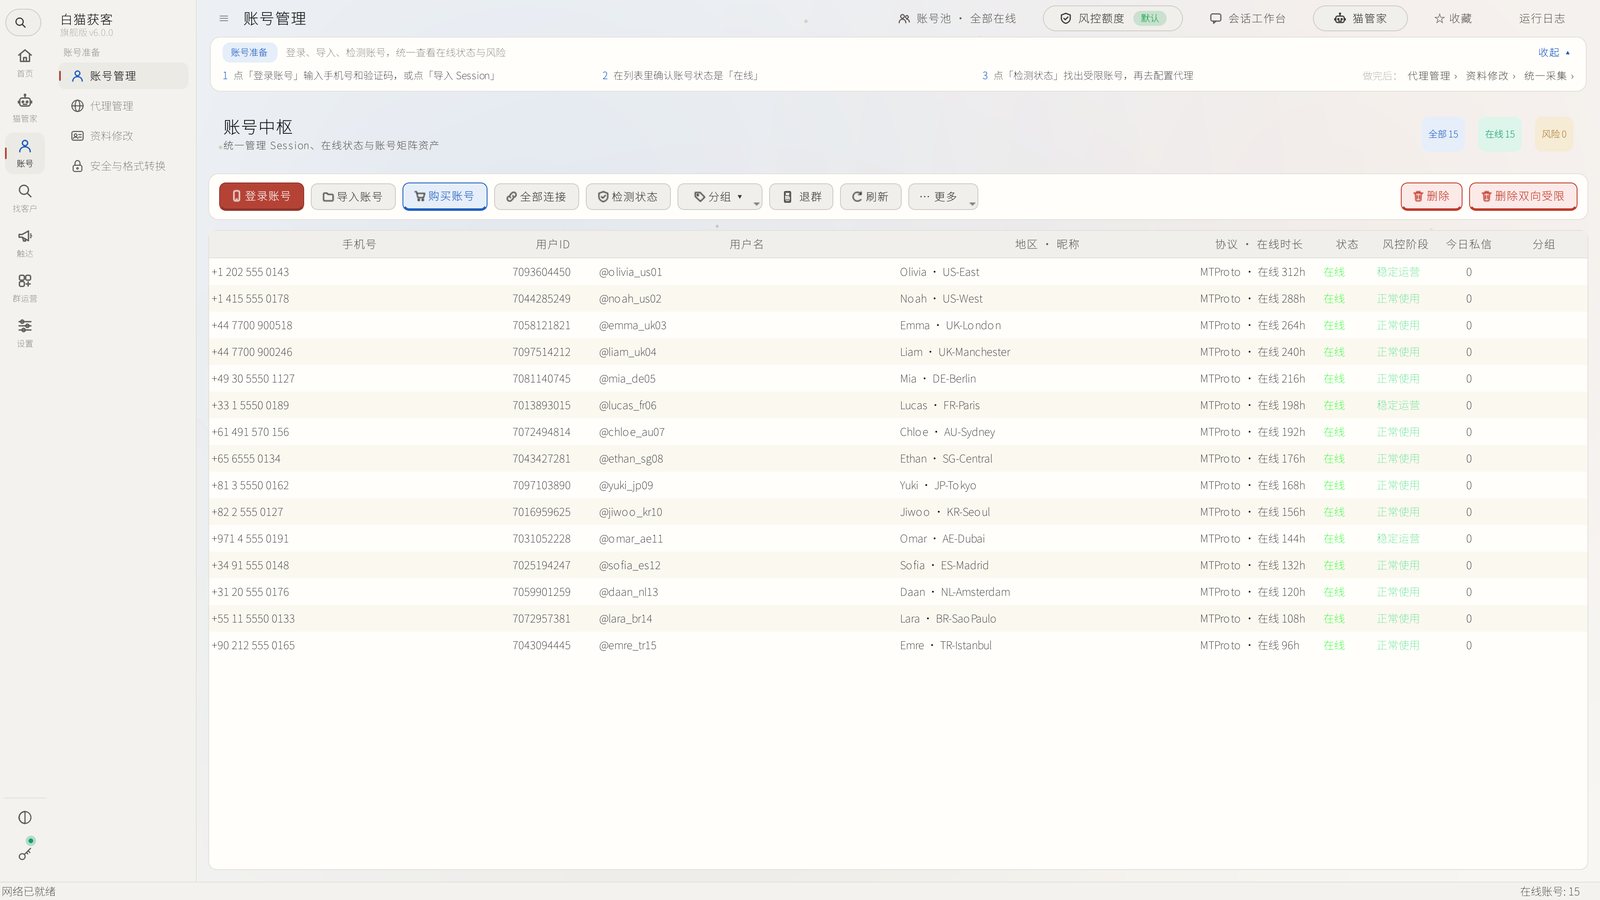 白猫获客
旗舰版 v6.0.0
首页
猫管家
账号
找客户
触达
群运营
设置
账号准备
账号管理
代理管理
资料修改
安全与格式转换
账号管理
账号池 • 全部在线
风控额度 默认
会话工作台
猫管家
☆ 收藏
运行日志
账号准备 登录、导入、检测账号，统一查看在线状态与风险 收起
1 点「登录账号」输入手机号和验证码，或点「导入 Session」
2 在列表里确认账号状态是「在线」
3 点「检测状态」找出受限账号，再去配置代理
做完后： 代理管理 › 资料修改 › 统一采集 ›
账号中枢
统一管理 Session、在线状态与账号矩阵资产
全部 15 在线 15 风险 0
登录账号 导入账号 购买账号 全部连接 检测状态 分组 退群 刷新 ··· 更多 删除 删除双向受限
手机号 用户ID 用户名 地区 • 昵称 协议 • 在线时长 状态 风控阶段 今日私信 分组
+1 202 555 0143 7093604450 @olivia_us01 Olivia • US-East MTProto • 在线 312h 在线 稳定运营 0
+1 415 555 0178 7044285249 @noah_us02 Noah • US-West MTProto • 在线 288h 在线 正常使用 0
+44 7700 900518 7058121821 @emma_uk03 Emma • UK-London MTProto • 在线 264h 在线 正常使用 0
+44 7700 900246 7097514212 @liam_uk04 Liam • UK-Manchester MTProto • 在线 240h 在线 正常使用 0
+49 30 5550 1127 7081140745 @mia_de05 Mia • DE-Berlin MTProto • 在线 216h 在线 正常使用 0
+33 1 5550 0189 7013893015 @lucas_fr06 Lucas • FR-Paris MTProto • 在线 198h 在线 稳定运营 0
+61 491 570 156 7072494814 @chloe_au07 Chloe • AU-Sydney MTProto • 在线 192h 在线 正常使用 0
+65 6555 0134 7043427281 @ethan_sg08 Ethan • SG-Central MTProto • 在线 176h 在线 正常使用 0
+81 3 5550 0162 7097103890 @yuki_jp09 Yuki • JP-Tokyo MTProto • 在线 168h 在线 正常使用 0
+82 2 555 0127 7016959625 @jiwoo_kr10 Jiwoo • KR-Seoul MTProto • 在线 156h 在线 正常使用 0
+971 4 555 0191 7031052228 @omar_ae11 Omar • AE-Dubai MTProto • 在线 144h 在线 稳定运营 0
+34 91 555 0148 7025194247 @sofia_es12 Sofia • ES-Madrid MTProto • 在线 132h 在线 正常使用 0
+31 20 555 0176 7059901259 @daan_nl13 Daan • NL-Amsterdam MTProto • 在线 120h 在线 正常使用 0
+55 11 5550 0133 7072957381 @lara_br14 Lara • BR-Sao Paulo MTProto • 在线 108h 在线 正常使用 0
+90 212 555 0165 7043094445 @emre_tr15 Emre • TR-Istanbul MTProto • 在线 96h 在线 正常使用 0
网络已就绪
在线账号: 15